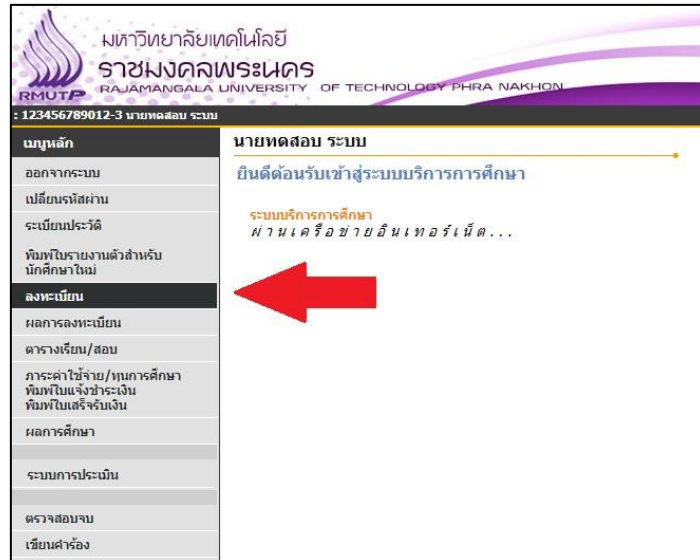 มหาวิทยาลัยเทคโนโลยี
ราชมงคลพระนคร
RAJAMANGALA UNIVERSITY OF TECHNOLOGY PHRA NAKHON
RMUTP
: 123456789012-3 นายทดสอบ ระบบ
เมนูหลัก
ออกจากระบบ
เปลี่ยนรหัสผ่าน
ระเบียนประวัติ
พิมพ์ใบรายงานตัวสำหรับ
นักศึกษาใหม่
ลงทะเบียน
ผลการลงทะเบียน
ตารางเรียน/สอบ
ภาระค่าใช้จ่าย/ทุนการศึกษา
พิมพ์ใบแจ้งชำระเงิน
พิมพ์ใบเสร็จรับเงิน
ผลการศึกษา
ระบบการประเมิน
ตรวจสอบจบ
เขียนคำร้อง
นายทดสอบ ระบบ
ยินดีต้อนรับเข้าสู่ระบบบริการการศึกษา
ระบบบริการการศึกษา
ผ่านเครือข่ายอินเทอร์เน็ต...